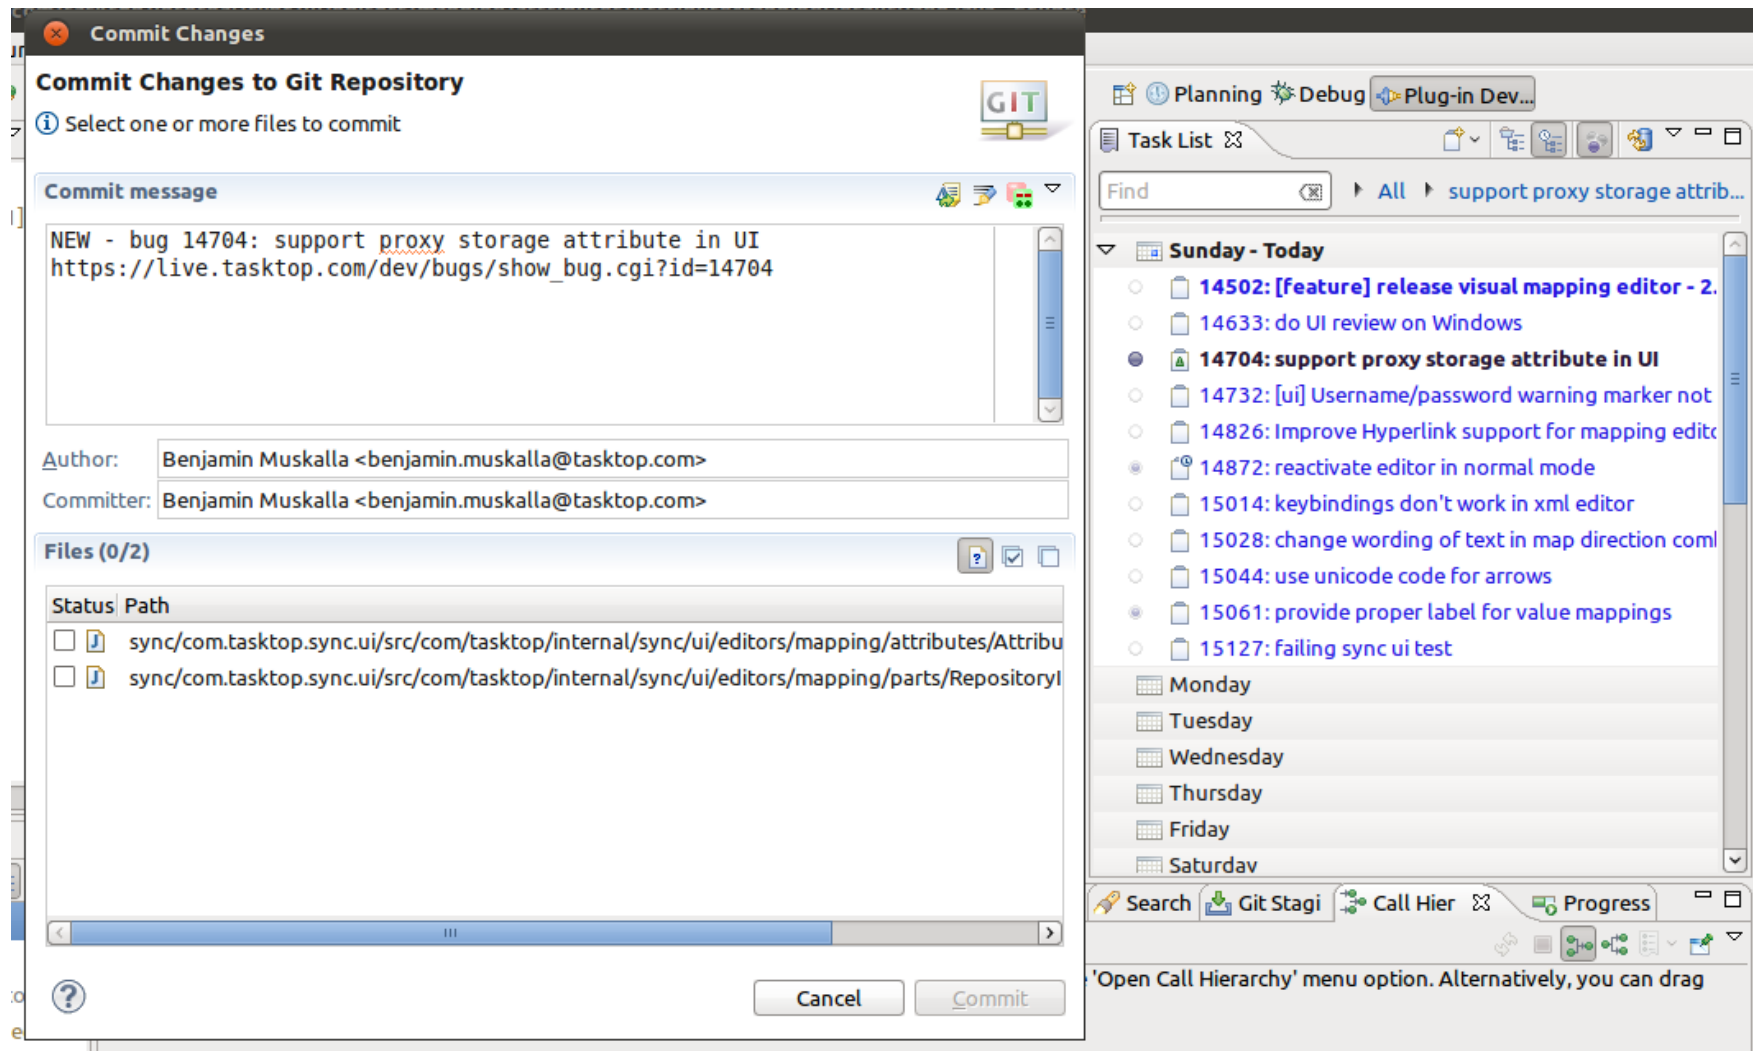 Commit Changes
Commit Changes to Git Repository
Select one or more files to commit
GIT
Commit message
NEW - bug 14704: support proxy storage attribute in UI
https://live.tasktop.com/dev/bugs/show_bug.cgi?id=14704
Author: Benjamin Muskalla <benjamin.muskalla@tasktop.com>
Committer: Benjamin Muskalla <benjamin.muskalla@tasktop.com>
Files (0/2)
Status Path
sync/com.tasktop.sync.ui/src/com/tasktop/internal/sync/ui/editors/mapping/attributes/Attribu
sync/com.tasktop.sync.ui/src/com/tasktop/internal/sync/ui/editors/mapping/parts/RepositoryI
Cancel Commit
Planning Debug Plug-in Dev...
Task List
Find All support proxy storage attrib...
Sunday - Today
14502: [feature] release visual mapping editor - 2.
14633: do UI review on Windows
14704: support proxy storage attribute in UI
14732: [ui] Username/password warning marker not
14826: Improve Hyperlink support for mapping edito
14872: reactivate editor in normal mode
15014: keybindings don't work in xml editor
15028: change wording of text in map direction coml
15044: use unicode code for arrows
15061: provide proper label for value mappings
15127: failing sync ui test
Monday
Tuesday
Wednesday
Thursday
Friday
Saturday
Search Git Stagi Call Hier Progress
'Open Call Hierarchy' menu option. Alternatively, you can drag